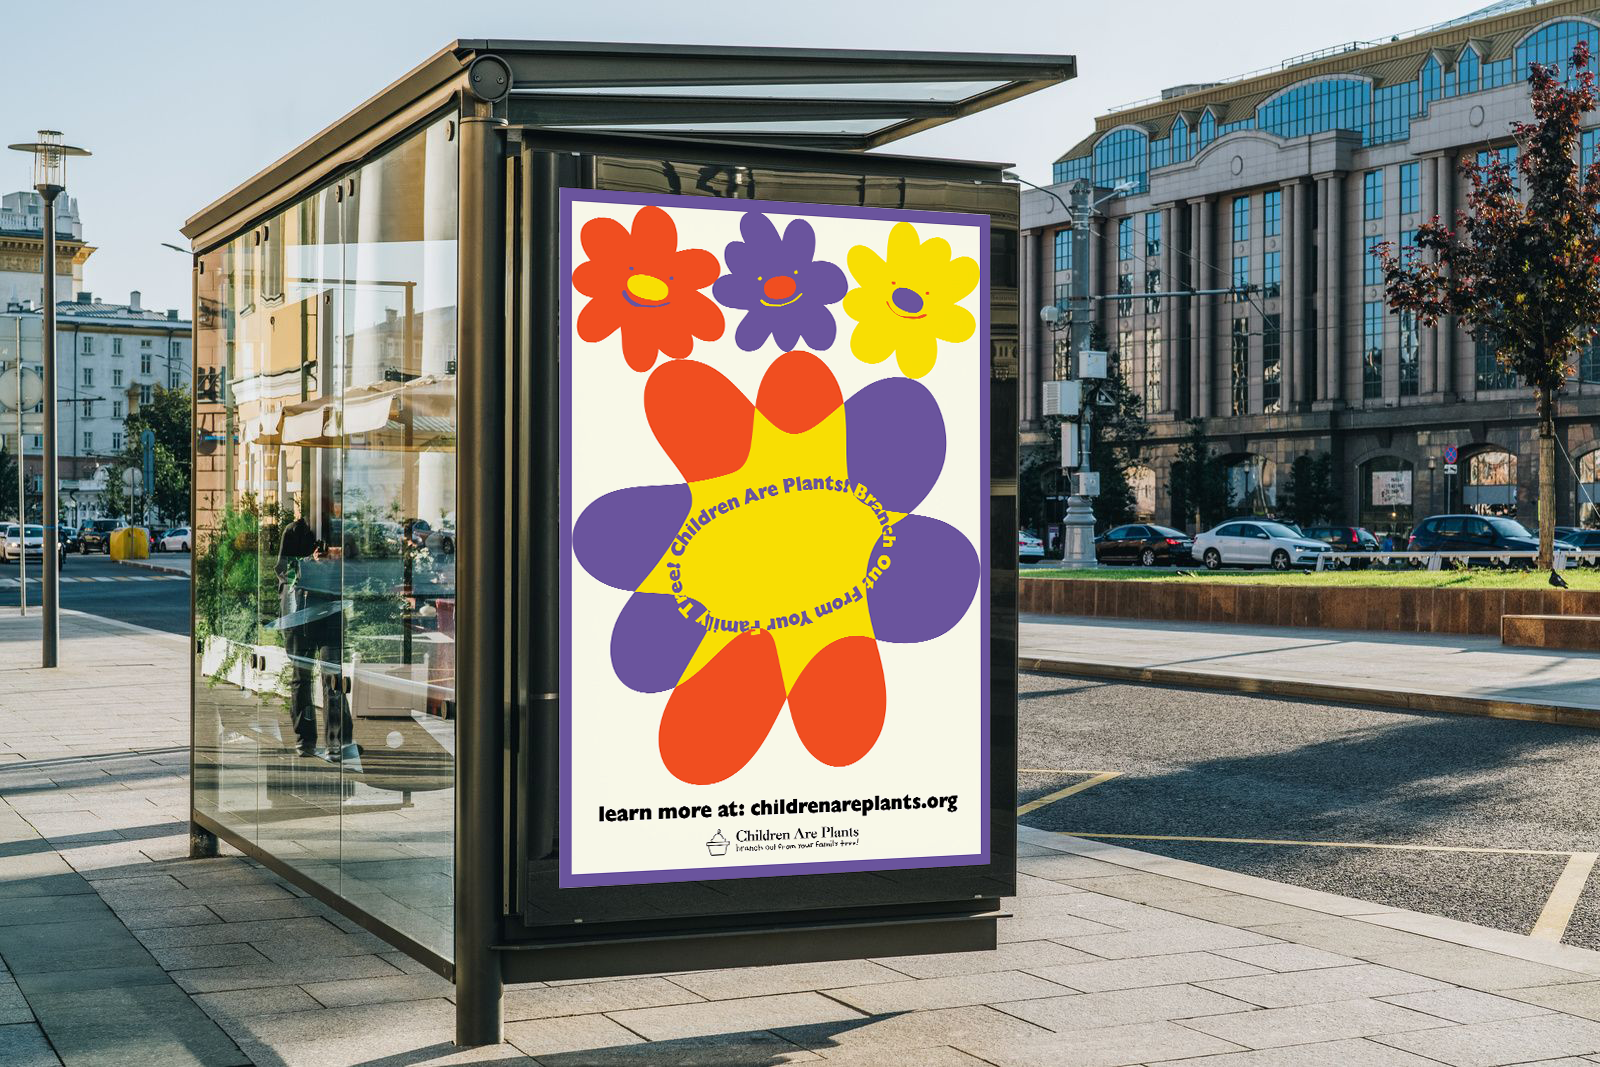 Children Are Plants! Branch Out From Your Family Tree!
learn more at: childrenareplants.org
Children Are Plants
branch out from your family tree!